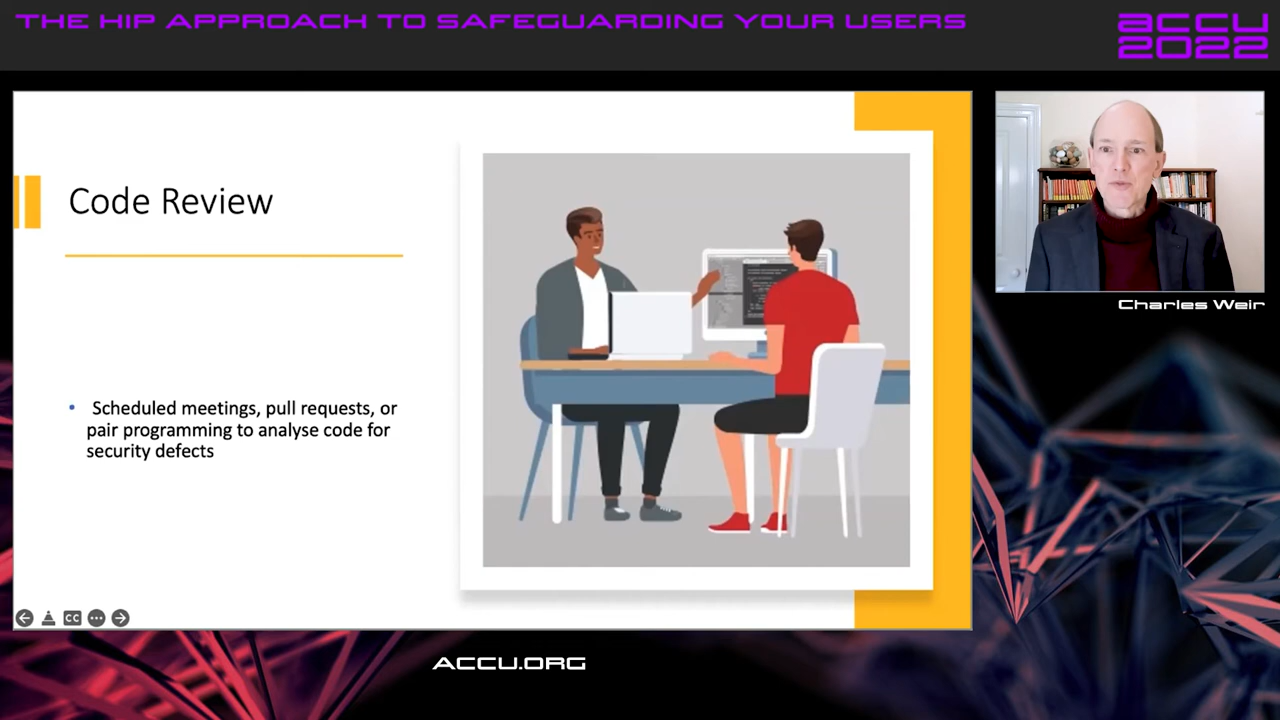 THE HIP APPROACH TO SAFEGUARDING YOUR USERS
accu
2022
Code Review
Charles Weir
• Scheduled meetings, pull requests, or
pair programming to analyse code for
security defects
CC
ACCU.ORG